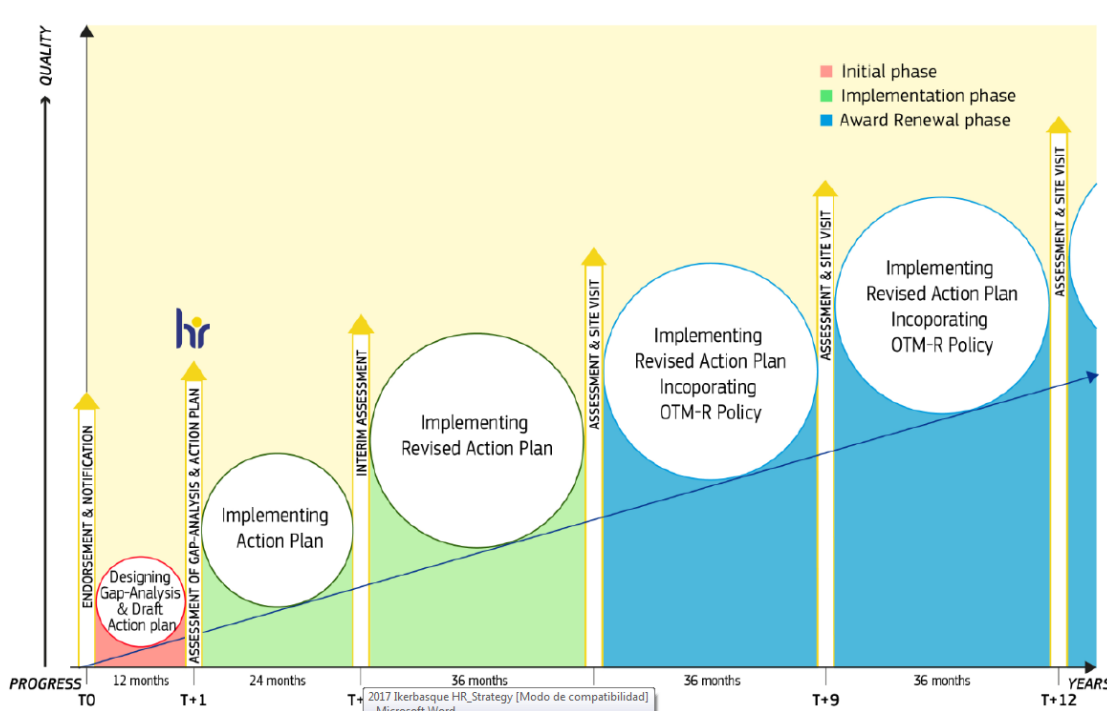 QUALITY
Initial phase
Implementation phase
Award Renewal phase
hr
ENDORSEMENT & NOTIFICATION
Designing
Gap-Analysis
& Draft
Action plan
ASSESSMENT OF GAP-ANALYSIS & ACTION PLAN
Implementing
Action Plan
INTERIM ASSESSMENT
Implementing
Revised Action Plan
ASSESSMENT & SITE VISIT
Implementing
Revised Action Plan
Incoporating
OTM-R Policy
ASSESSMENT & SITE VISIT
Implementing
Revised Action Plan
Incoporating
OTM-R Policy
ASSESSMENT & SITE VISIT
PROGRESS
12 months
24 months
36 months
36 months
36 months
YEARS
T0
T+1
T+
T+9
T+12
2017 Ikerbasque HR_Strategy [Modo de compatibilidad]
- Microsoft Word